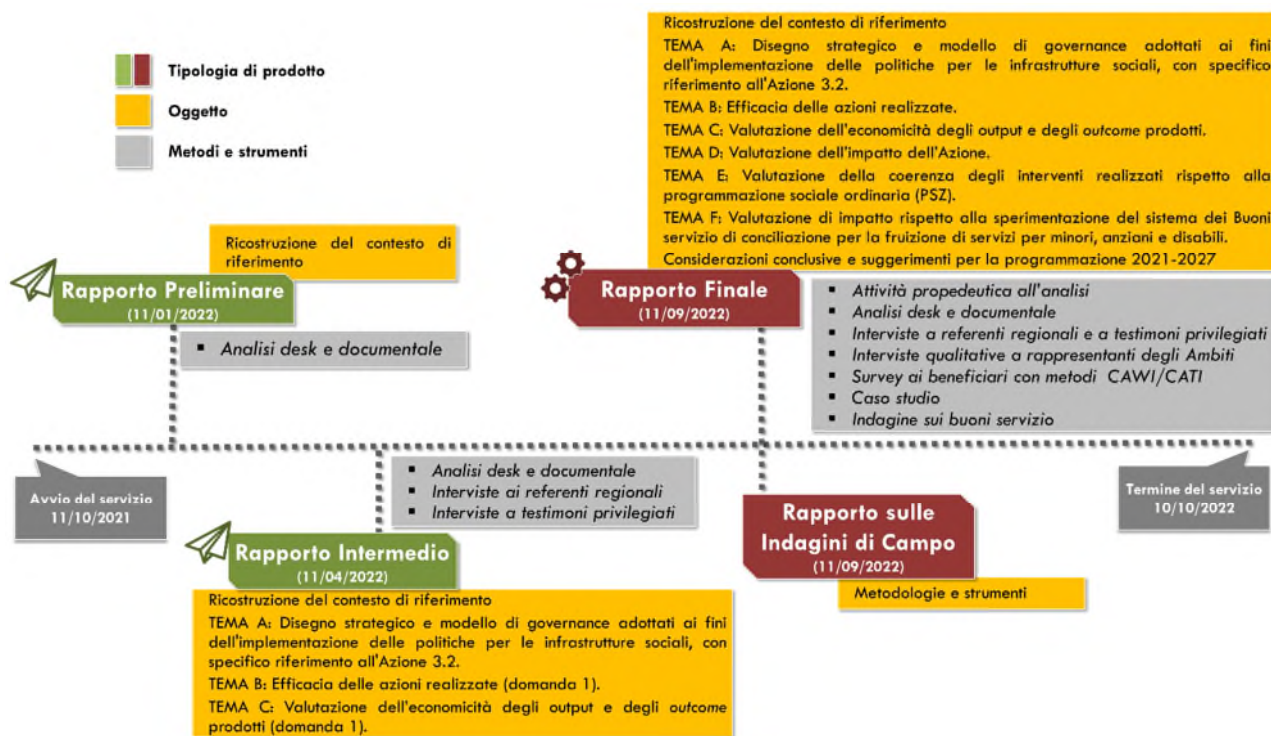 Tipologia di prodotto
Oggetto
Metodi e strumenti
Ricostruzione del contesto di riferimento
TEMA A: Disegno strategico e modello di governance adottati ai fini
dell'implementazione delle politiche per le infrastrutture sociali, con specifico
riferimento all'Azione 3.2.
TEMA B: Efficacia delle azioni realizzate.
TEMA C: Valutazione dell'economicità degli output e degli outcome prodotti.
TEMA D: Valutazione dell'impatto dell'Azione.
TEMA E: Valutazione della coerenza degli interventi realizzati rispetto alla
programmazione sociale ordinaria (PSZ).
TEMA F: Valutazione di impatto rispetto alla sperimentazione del sistema dei Buoni
servizio di conciliazione per la fruizione di servizi per minori, anziani e disabili.
Considerazioni conclusive e suggerimenti per la programmazione 2021-2027
Ricostruzione del contesto di
riferimento
Rapporto Preliminare
(11/01/2022)
▪ Analisi desk e documentale
Rapporto Finale
(11/09/2022)
▪ Attività propedeutica all'analisi
▪ Analisi desk e documentale
▪ Interviste a referenti regionali e a testimoni privilegiati
▪ Interviste qualitative a rappresentanti degli Ambiti
▪ Survey ai beneficiari con metodi CAWI/CATI
▪ Caso studio
▪ Indagine sui buoni servizio
Avvio del servizio
11/10/2021
▪ Analisi desk e documentale
▪ Interviste ai referenti regionali
▪ Interviste a testimoni privilegiati
Rapporto Intermedio
(11/04/2022)
Ricostruzione del contesto di riferimento
TEMA A: Disegno strategico e modello di governance adottati ai fini
dell'implementazione delle politiche per le infrastrutture sociali, con
specifico riferimento all'Azione 3.2.
TEMA B: Efficacia delle azioni realizzate (domanda 1).
TEMA C: Valutazione dell'economicità degli output e degli outcome
prodotti (domanda 1).
Rapporto sulle
Indagini di Campo
(11/09/2022)
Metodologie e strumenti
Termine del servizio
10/10/2022